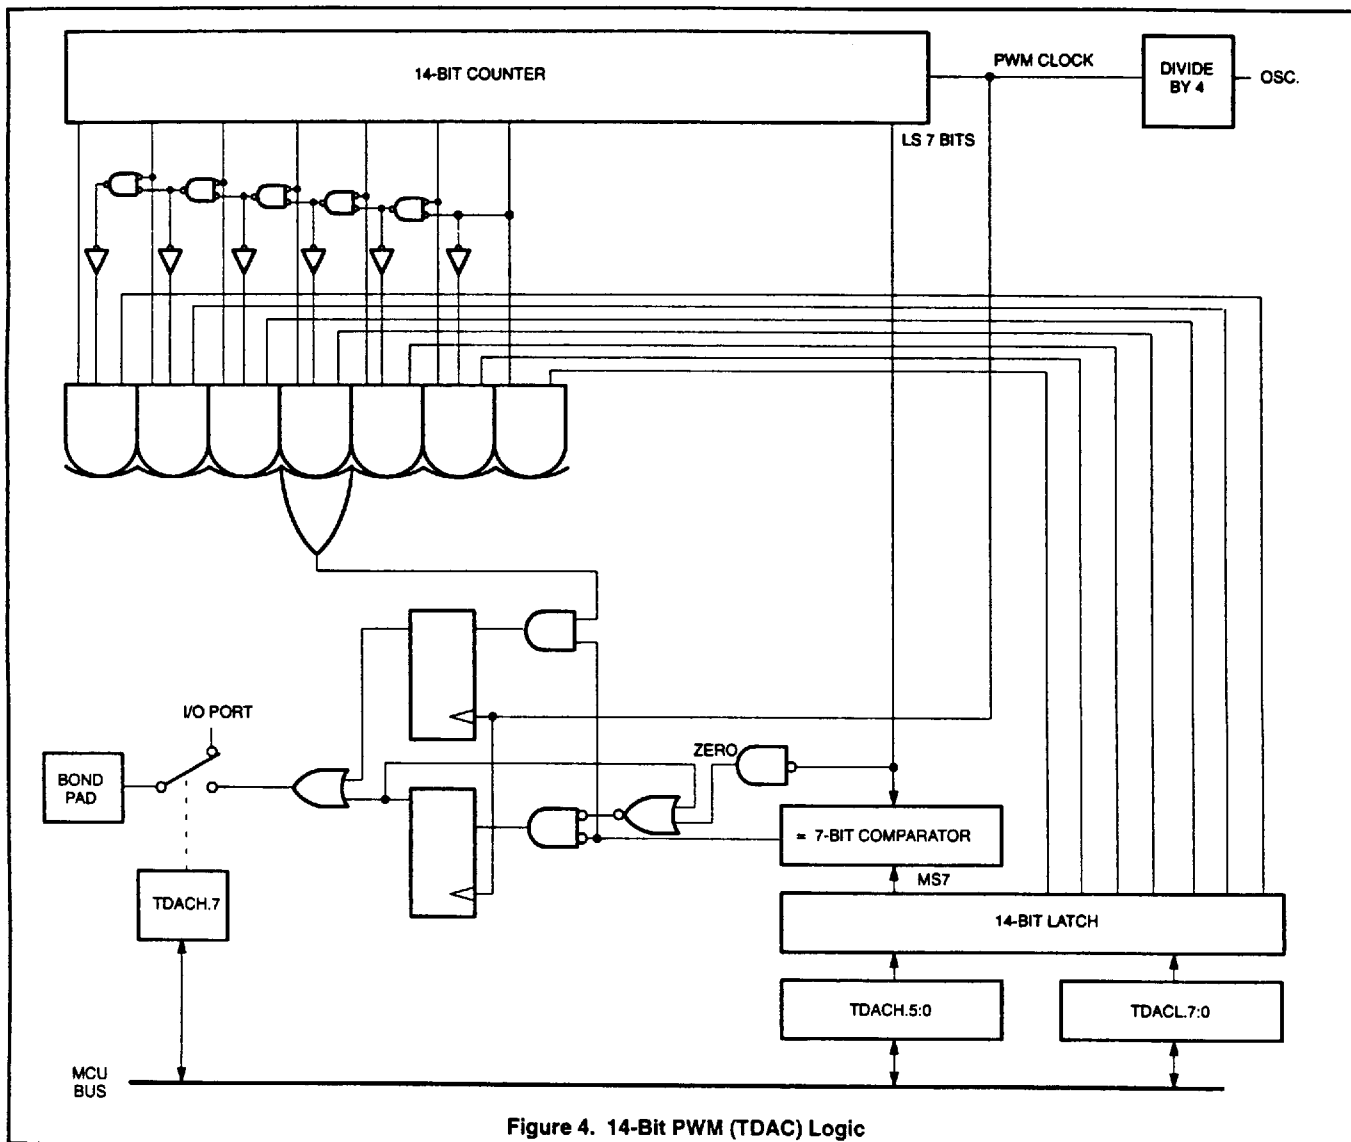 14-BIT COUNTER
PWM CLOCK
DIVIDE
BY 4
OSC.
LS 7 BITS
I/O PORT
BOND
PAD
ZERO
= 7-BIT COMPARATOR
MS7
TDACH.7
14-BIT LATCH
TDACH.5:0
TDACL.7:0
MCU
BUS
Figure 4. 14-Bit PWM (TDAC) Logic